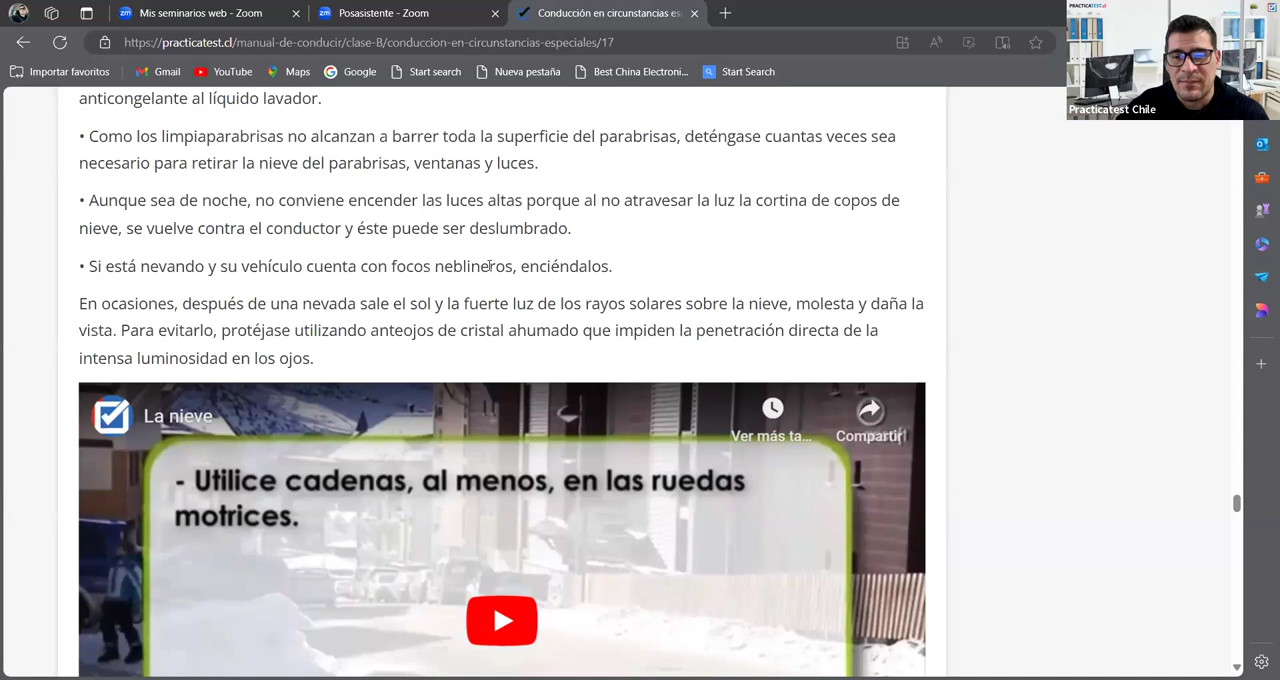 Mis seminarios web - Zoom
Posasistente - Zoom
Conducción en circunstancias es
https://practicatest.cl/manual-de-conducir/clase-B/conduccion-en-circunstancias-especiales/17
Importar favoritos
Gmail
YouTube
Maps
Google
Start search
Nueva pestaña
Best China Electroni...
Start Search
PRACTICATEST.cl
Practicatest Chile
anticongelante al líquido lavador.
• Como los limpiaparabrisas no alcanzan a barrer toda la superficie del parabrisas, deténgase cuantas veces sea
necesario para retirar la nieve del parabrisas, ventanas y luces.
• Aunque sea de noche, no conviene encender las luces altas porque al no atravesar la luz la cortina de copos de
nieve, se vuelve contra el conductor y éste puede ser deslumbrado.
• Si está nevando y su vehículo cuenta con focos neblineros, enciéndalos.
En ocasiones, después de una nevada sale el sol y la fuerte luz de los rayos solares sobre la nieve, molesta y daña la
vista. Para evitarlo, protéjase utilizando anteojos de cristal ahumado que impiden la penetración directa de la
intensa luminosidad en los ojos.
La nieve
Ver más ta...
Compartir
- Utilice cadenas, al menos, en las ruedas
motrices.